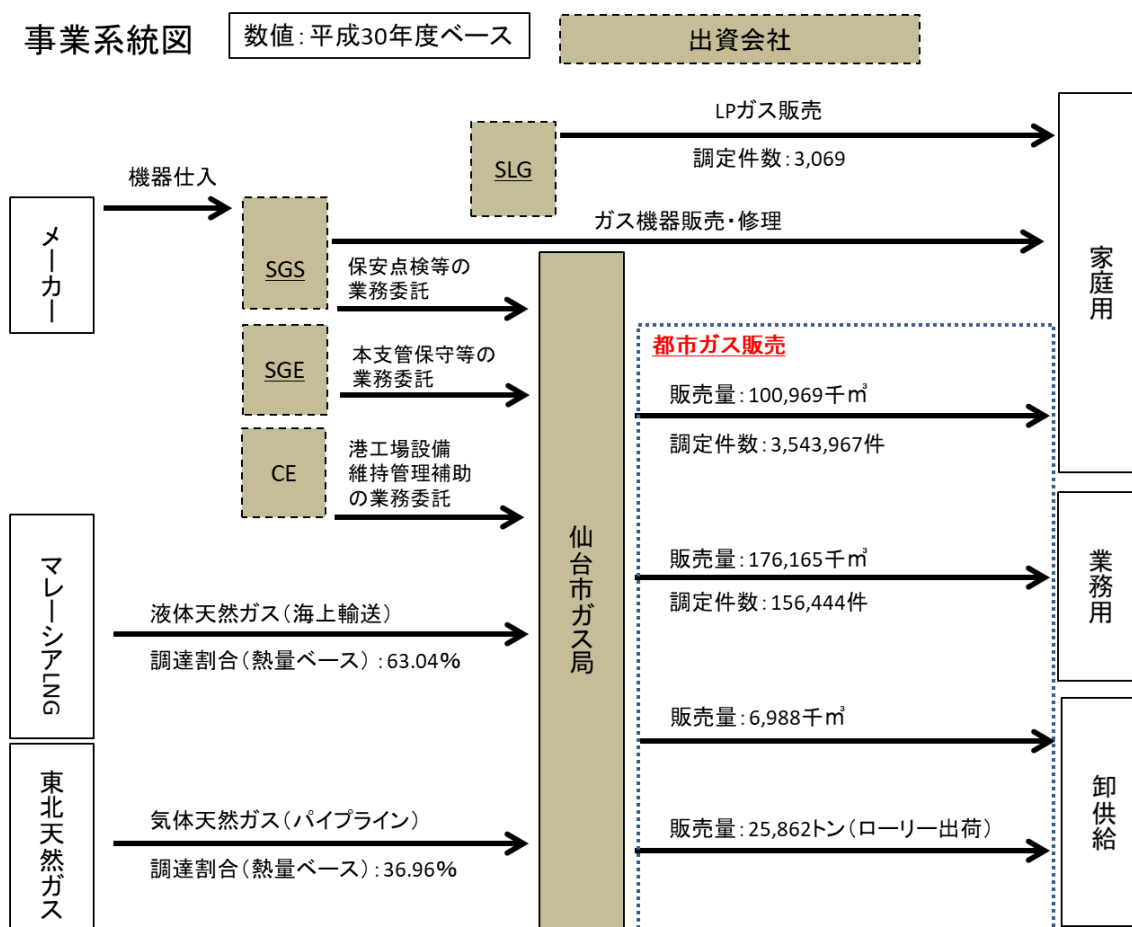 事業系統図
数値：平成30年度ベース
出資会社
LPガス販売
調定件数：3,069
SLG
機器仕入
ガス機器販売・修理
メーカー
SGS
保安点検等の
業務委託
家庭用
都市ガス販売
SGE
本支管保守等の
業務委託
販売量：100,969千㎥
調定件数：3,543,967件
CE
港工場設備
維持管理補助
の業務委託
仙台市ガス局
販売量：176,165千㎥
調定件数：156,444件
業務用
マレーシアLNG
液体天然ガス（海上輸送）
調達割合（熱量ベース）：63.04%
販売量：6,988千㎥
卸供給
東北天然ガス
気体天然ガス（パイプライン）
調達割合（熱量ベース）：36.96%
販売量：25,862トン（ローリー出荷）